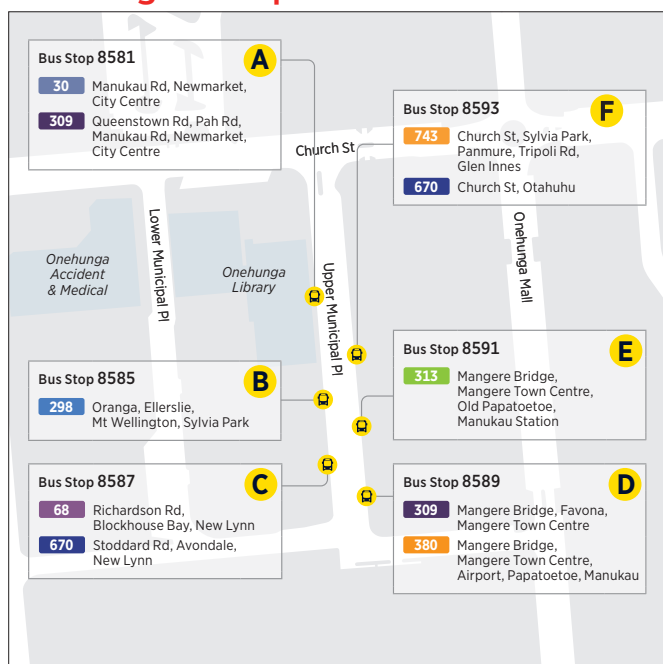 Bus Stop 8581
A
30 Manukau Rd, Newmarket,
City Centre
309 Queenstown Rd, Pah Rd,
Manukau Rd, Newmarket,
City Centre
Bus Stop 8593
F
743 Church St, Sylvia Park,
Panmure, Tripoli Rd,
Glen Innes
670 Church St, Otahuhu
Church St
Lower Municipal Pl
Upper Municipal Pl
Onehunga Mall
Onehunga
Accident
& Medical
Onehunga
Library
Bus Stop 8585
B
298 Oranga, Ellerslie,
Mt Wellington, Sylvia Park
Bus Stop 8591
E
313 Mangere Bridge,
Mangere Town Centre,
Old Papatoetoe,
Manukau Station
Bus Stop 8587
C
68 Richardson Rd,
Blockhouse Bay, New Lynn
670 Stoddard Rd, Avondale,
New Lynn
Bus Stop 8589
D
309 Mangere Bridge, Favona,
Mangere Town Centre
380 Mangere Bridge,
Mangere Town Centre,
Airport, Papatoetoe, Manukau